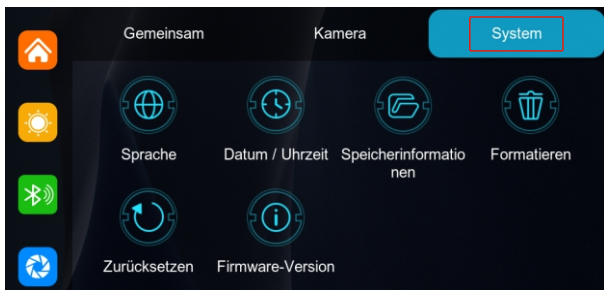 Gemeinsam Kamera System
Sprache Datum / Uhrzeit Speicherinformatio Formatieren
nen
Zurücksetzen Firmware-Version